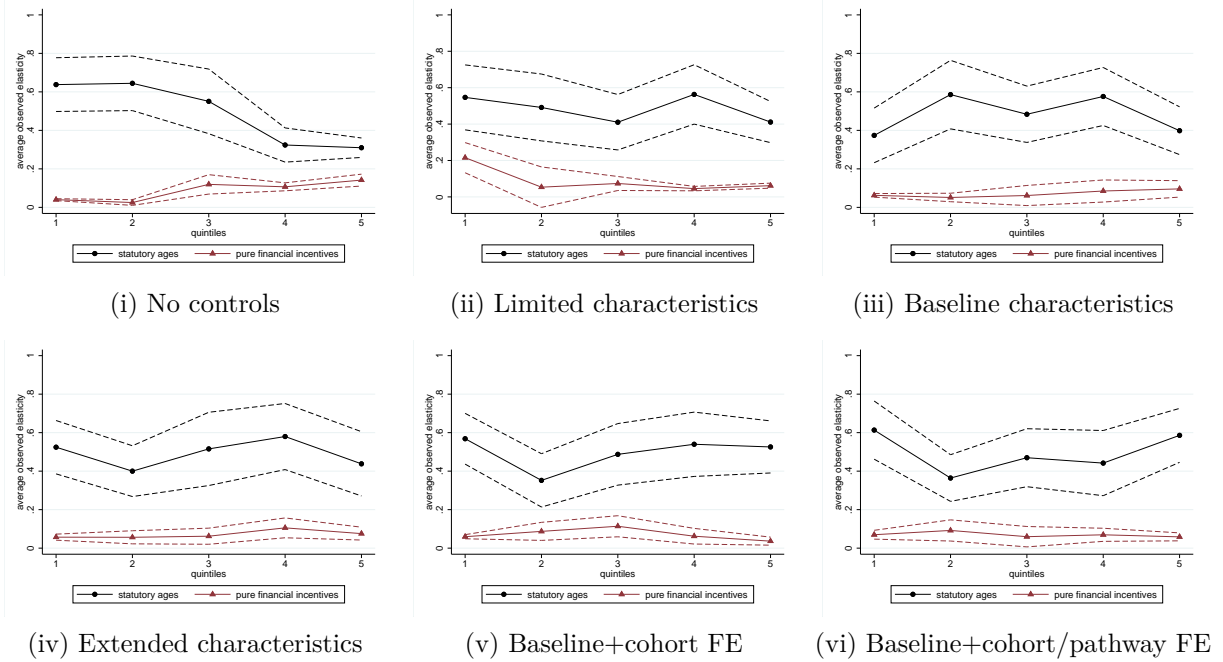 average observed elasticity
1
.8
.6
.4
.2
0
1 2 3 4 5
quintiles
statutory ages pure financial incentives
(i) No controls
average observed elasticity
1
.8
.6
.4
.2
0
1 2 3 4 5
quintiles
statutory ages pure financial incentives
(ii) Limited characteristics
average observed elasticity
1
.8
.6
.4
.2
0
1 2 3 4 5
quintiles
statutory ages pure financial incentives
(iii) Baseline characteristics
average observed elasticity
1
.8
.6
.4
.2
0
1 2 3 4 5
quintiles
statutory ages pure financial incentives
(iv) Extended characteristics
average observed elasticity
1
.8
.6
.4
.2
0
1 2 3 4 5
quintiles
statutory ages pure financial incentives
(v) Baseline+cohort FE
average observed elasticity
1
.8
.6
.4
.2
0
1 2 3 4 5
quintiles
statutory ages pure financial incentives
(vi) Baseline+cohort/pathway FE